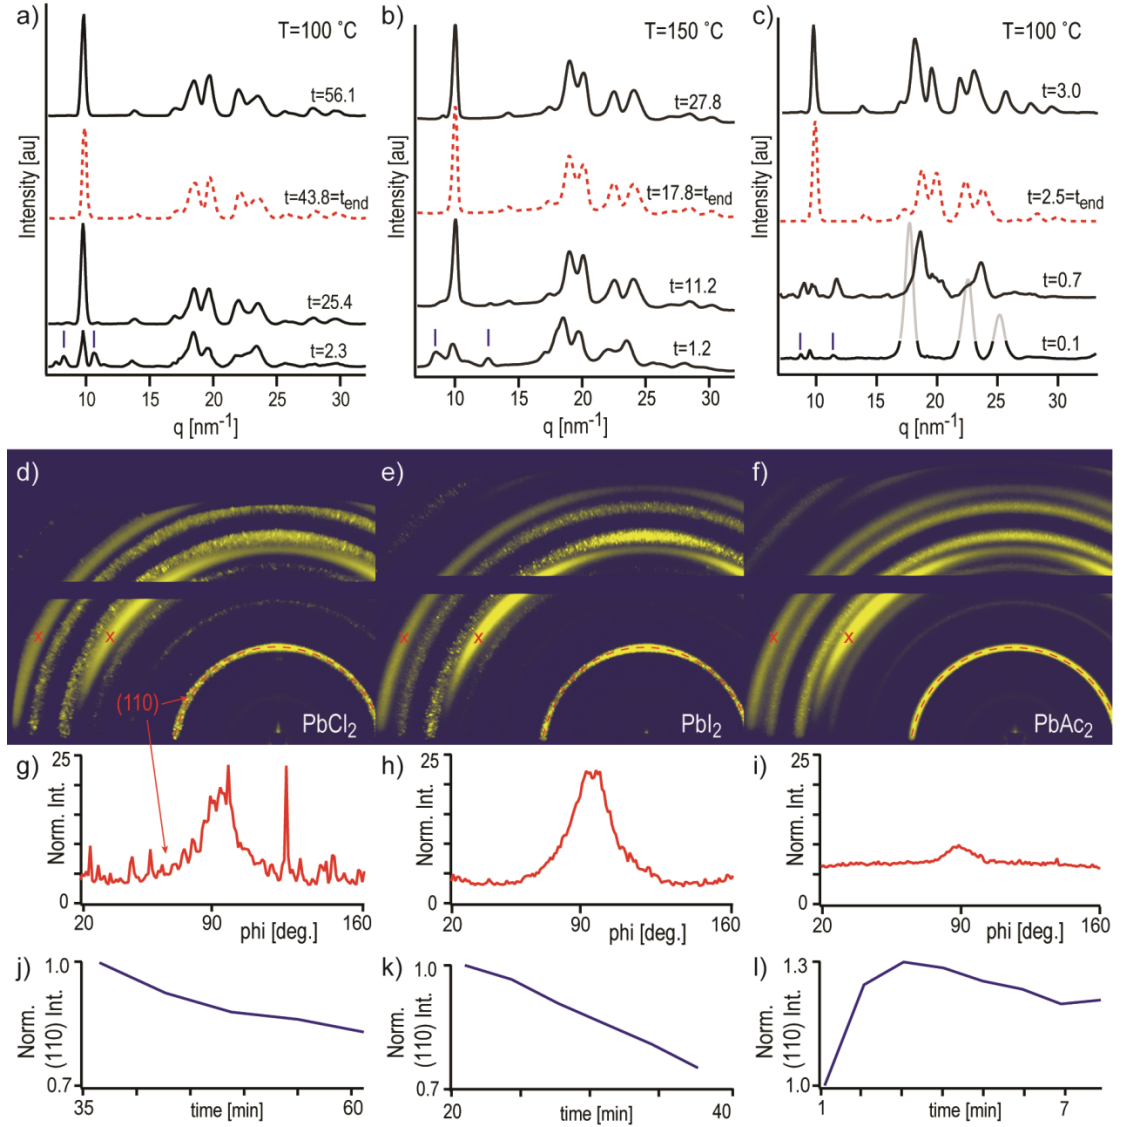 a)
T=100 ˚C
t=56.1
t=43.8=tend
t=25.4
t=2.3
Intensity [au]
10 15 20 25 30
q [nm-1]
b)
T=150 ˚C
t=27.8
t=17.8=tend
t=11.2
t=1.2
Intensity [au]
10 15 20 25 30
q [nm-1]
c)
T=100 ˚C
t=3.0
t=2.5=tend
t=0.7
t=0.1
Intensity [au]
10 15 20 25 30
q [nm-1]
d)
x x
(110)
PbCl2
e)
x x
PbI2
f)
x x
PbAc2
g)
25
Norm. Int.
0
20 90 160
phi [deg.]
h)
25
Norm. Int.
0
20 90 160
phi [deg.]
i)
25
Norm. Int.
0
20 90 160
phi [deg.]
j)
1.0
Norm.
(110) Int.
0.7
35 60
time [min]
k)
1.0
Norm.
(110) Int.
0.7
20 40
time [min]
l)
1.3
Norm.
(110) Int.
1.0
1 7
time [min]